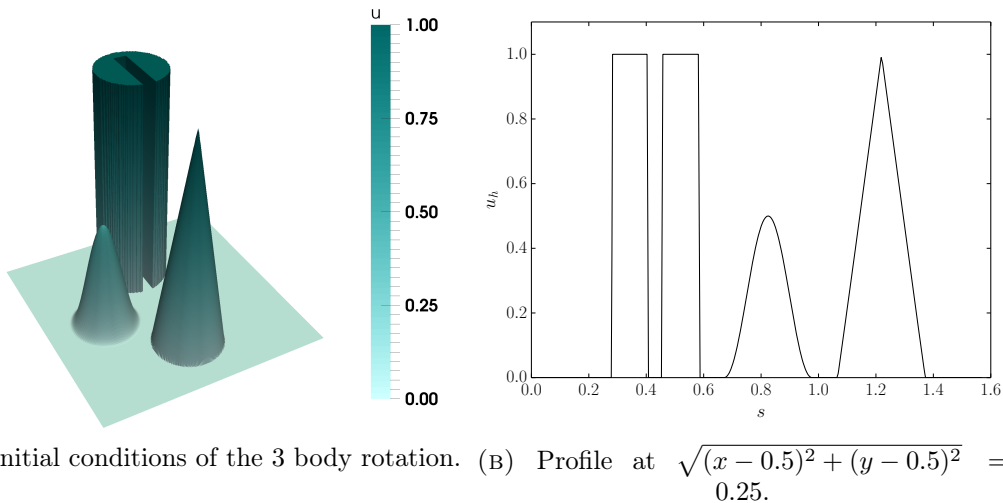 u
1.00
0.75
0.50
0.25
0.00
1.0
0.8
0.6
0.4
0.2
0.0
u_h
0.0 0.2 0.4 0.6 0.8 1.0 1.2 1.4 1.6
s
nitial conditions of the 3 body rotation.
(B) Profile at √((x − 0.5)² + (y − 0.5)²) =
0.25.